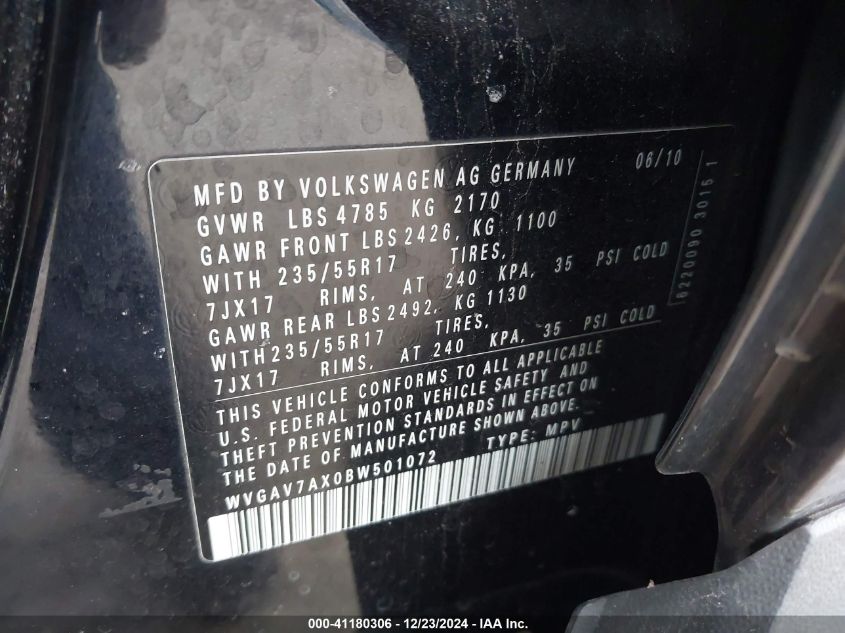 MFD BY VOLKSWAGEN AG GERMANY 06/10
GVWR LBS 4785 KG 2170
GAWR FRONT LBS 2426, KG 1100
WITH 235/55R17 TIRES,
7JX17 RIMS, AT 240 KPA, 35 PSI COLD
GAWR REAR LBS 2492, KG 1130
WITH 235/55R17 TIRES,
7JX17 RIMS, AT 240 KPA, 35 PSI COLD
THIS VEHICLE CONFORMS TO ALL APPLICABLE
U.S. FEDERAL MOTOR VEHICLE SAFETY AND
THEFT PREVENTION STANDARDS IN EFFECT ON
THE DATE OF MANUFACTURE SHOWN ABOVE.
WVGAV7AX0BW501072 TYPE: MPV
6220090 3016 1
000-41180306 • 12/23/2024 • IAA Inc.